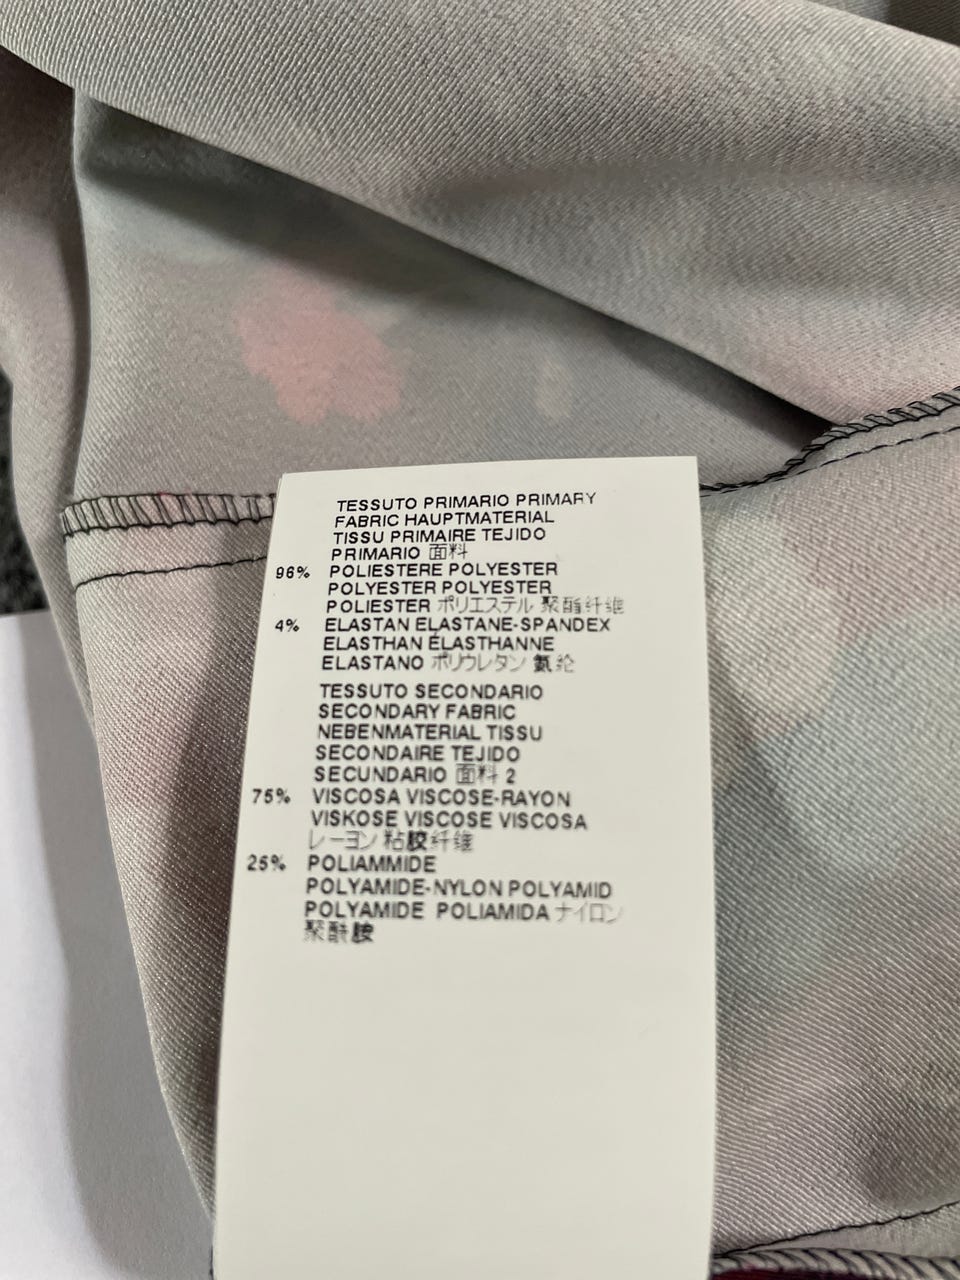 TESSUTO PRIMARIO PRIMARY
FABRIC HAUPTMATERIAL
TISSU PRIMAIRE TEJIDO
PRIMARIO 面料
96% POLIESTERE POLYESTER
POLYESTER POLYESTER
POLIESTER ポリエステル 聚酯纤维
4% ELASTAN ELASTANE-SPANDEX
ELASTHAN ÉLASTHANNE
ELASTANO ポリウレタン 氨纶
TESSUTO SECONDARIO
SECONDARY FABRIC
NEBENMATERIAL TISSU
SECONDAIRE TEJIDO
SECUNDARIO 面料 2
75% VISCOSA VISCOSE-RAYON
VISKOSE VISCOSE VISCOSA
レーヨン 粘胶纤维
25% POLIAMMIDE
POLYAMIDE-NYLON POLYAMID
POLYAMIDE POLIAMIDA ナイロン
聚酰胺